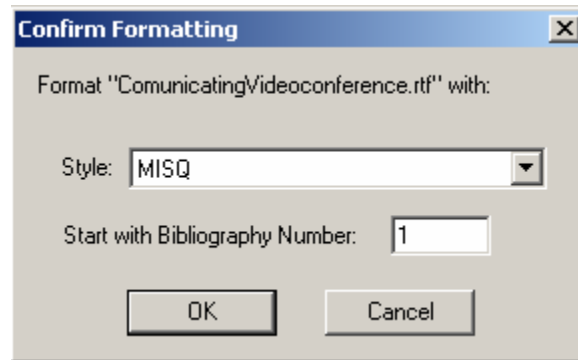 Confirm Formatting
Format "ComunicatingVideoconference.rtf" with:
Style: MISQ
Start with Bibliography Number: 1
OK Cancel